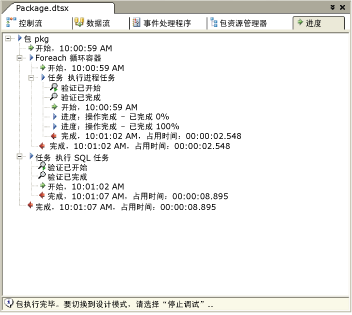 Package.dtsx
控制流 数据流 事件处理程序 包资源管理器 进度
包 pkg
开始，10:00:59 AM
Foreach 循环容器
开始，10:00:59 AM
任务 执行进程任务
验证已开始
验证已完成
开始，10:00:59 AM
进度：操作完成 - 已完成 0%
进度：操作完成 - 已完成 100%
完成，10:01:02 AM，占用时间：00:00:02.548
完成，10:01:02 AM，占用时间：00:00:02.548
任务 执行 SQL 任务
验证已开始
验证已完成
开始，10:01:02 AM
完成，10:01:07 AM，占用时间：00:00:08.895
完成，10:01:07 AM，占用时间：00:00:08.895
包执行完毕。要切换到设计模式，请选择“停止调试”...